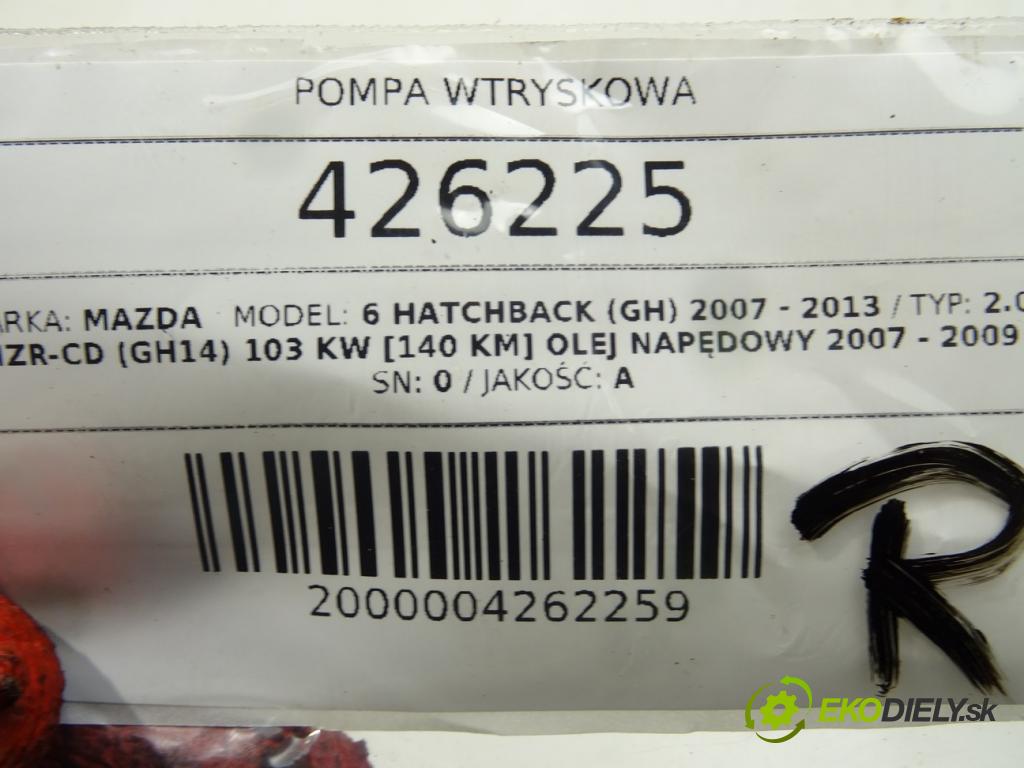 POMPA WTRYSKOWA
426225
ARKA: MAZDA MODEL: 6 HATCHBACK (GH) 2007 - 2013 / TYP: 2.0
MZR-CD (GH14) 103 KW [140 KM] OLEJ NAPĘDOWY 2007 - 2009
SN: 0 / JAKOŚĆ: A
2000004262259
R
EKODIELY.sk